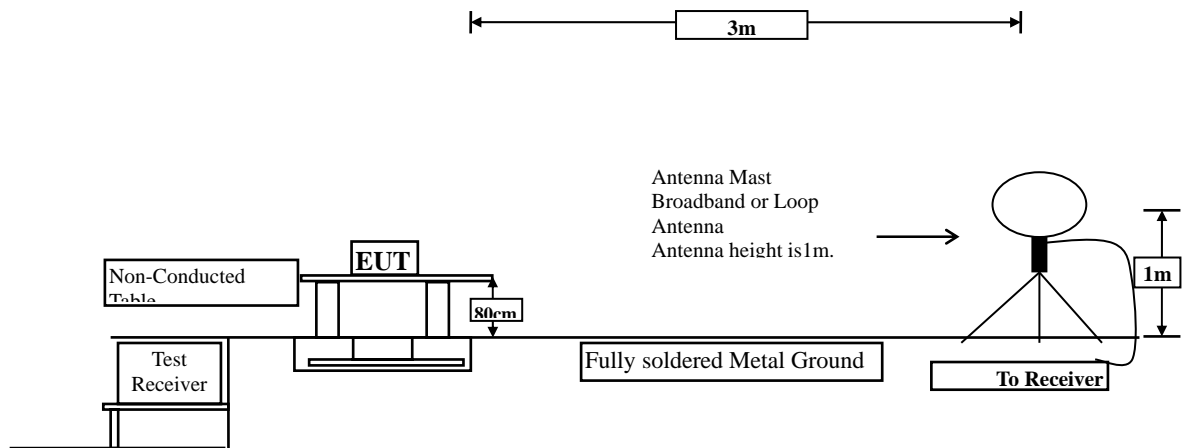 3m
Antenna Mast
Broadband or Loop
Antenna
Antenna height is1m.
EUT
Non-Conducted
Table
80cm
1m
Test
Receiver
Fully soldered Metal Ground
To Receiver